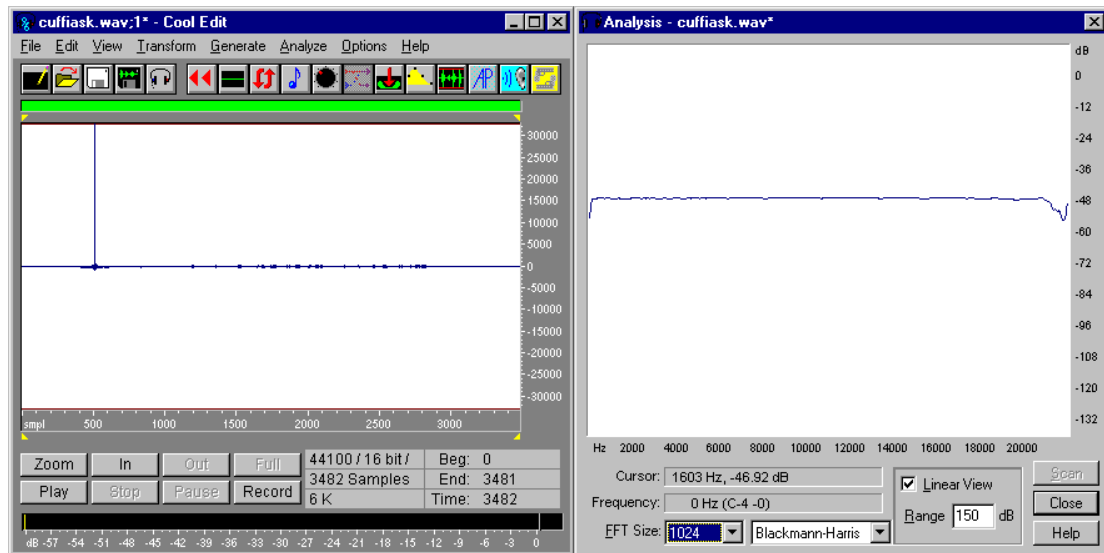 cuffiask.wav;1* - Cool Edit
File Edit View Transform Generate Analyze Options Help
AP
30000
25000
20000
15000
10000
5000
0
-5000
-10000
-15000
-20000
-25000
-30000
smpl 500 1000 1500 2000 2500 3000
Zoom In Out Full
Play Stop Pause Record
44100 / 16 bit / Beg: 0
3482 Samples End: 3481
6 K Time: 3482
dB -57 -54 -51 -48 -45 -42 -39 -36 -33 -30 -27 -24 -21 -18 -15 -12 -9 -6 -3 0
Analysis - cuffiask.wav*
dB
0
-12
-24
-36
-48
-60
-72
-84
-96
-108
-120
-132
Hz 2000 4000 6000 8000 10000 12000 14000 16000 18000 20000
Cursor: 1603 Hz, -46.92 dB
Frequency: 0 Hz (C-4 -0)
FFT Size: 1024 Blackmann-Harris
Linear View
Range 150 dB
Scan
Close
Help